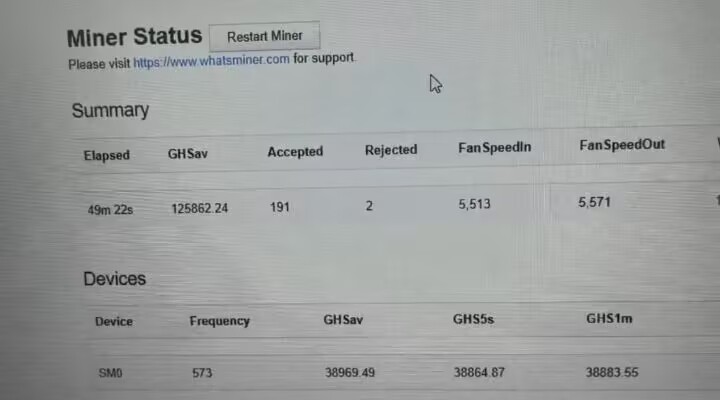 Miner Status Restart Miner
Please visit https://www.whatsminer.com for support.
Summary
Elapsed GHSav Accepted Rejected FanSpeedIn FanSpeedOut
49m 22s 125862.24 191 2 5,513 5,571
Devices
Device Frequency GHSav GHS5s GHS1m
SM0 573 38969.49 38864.87 38883.55